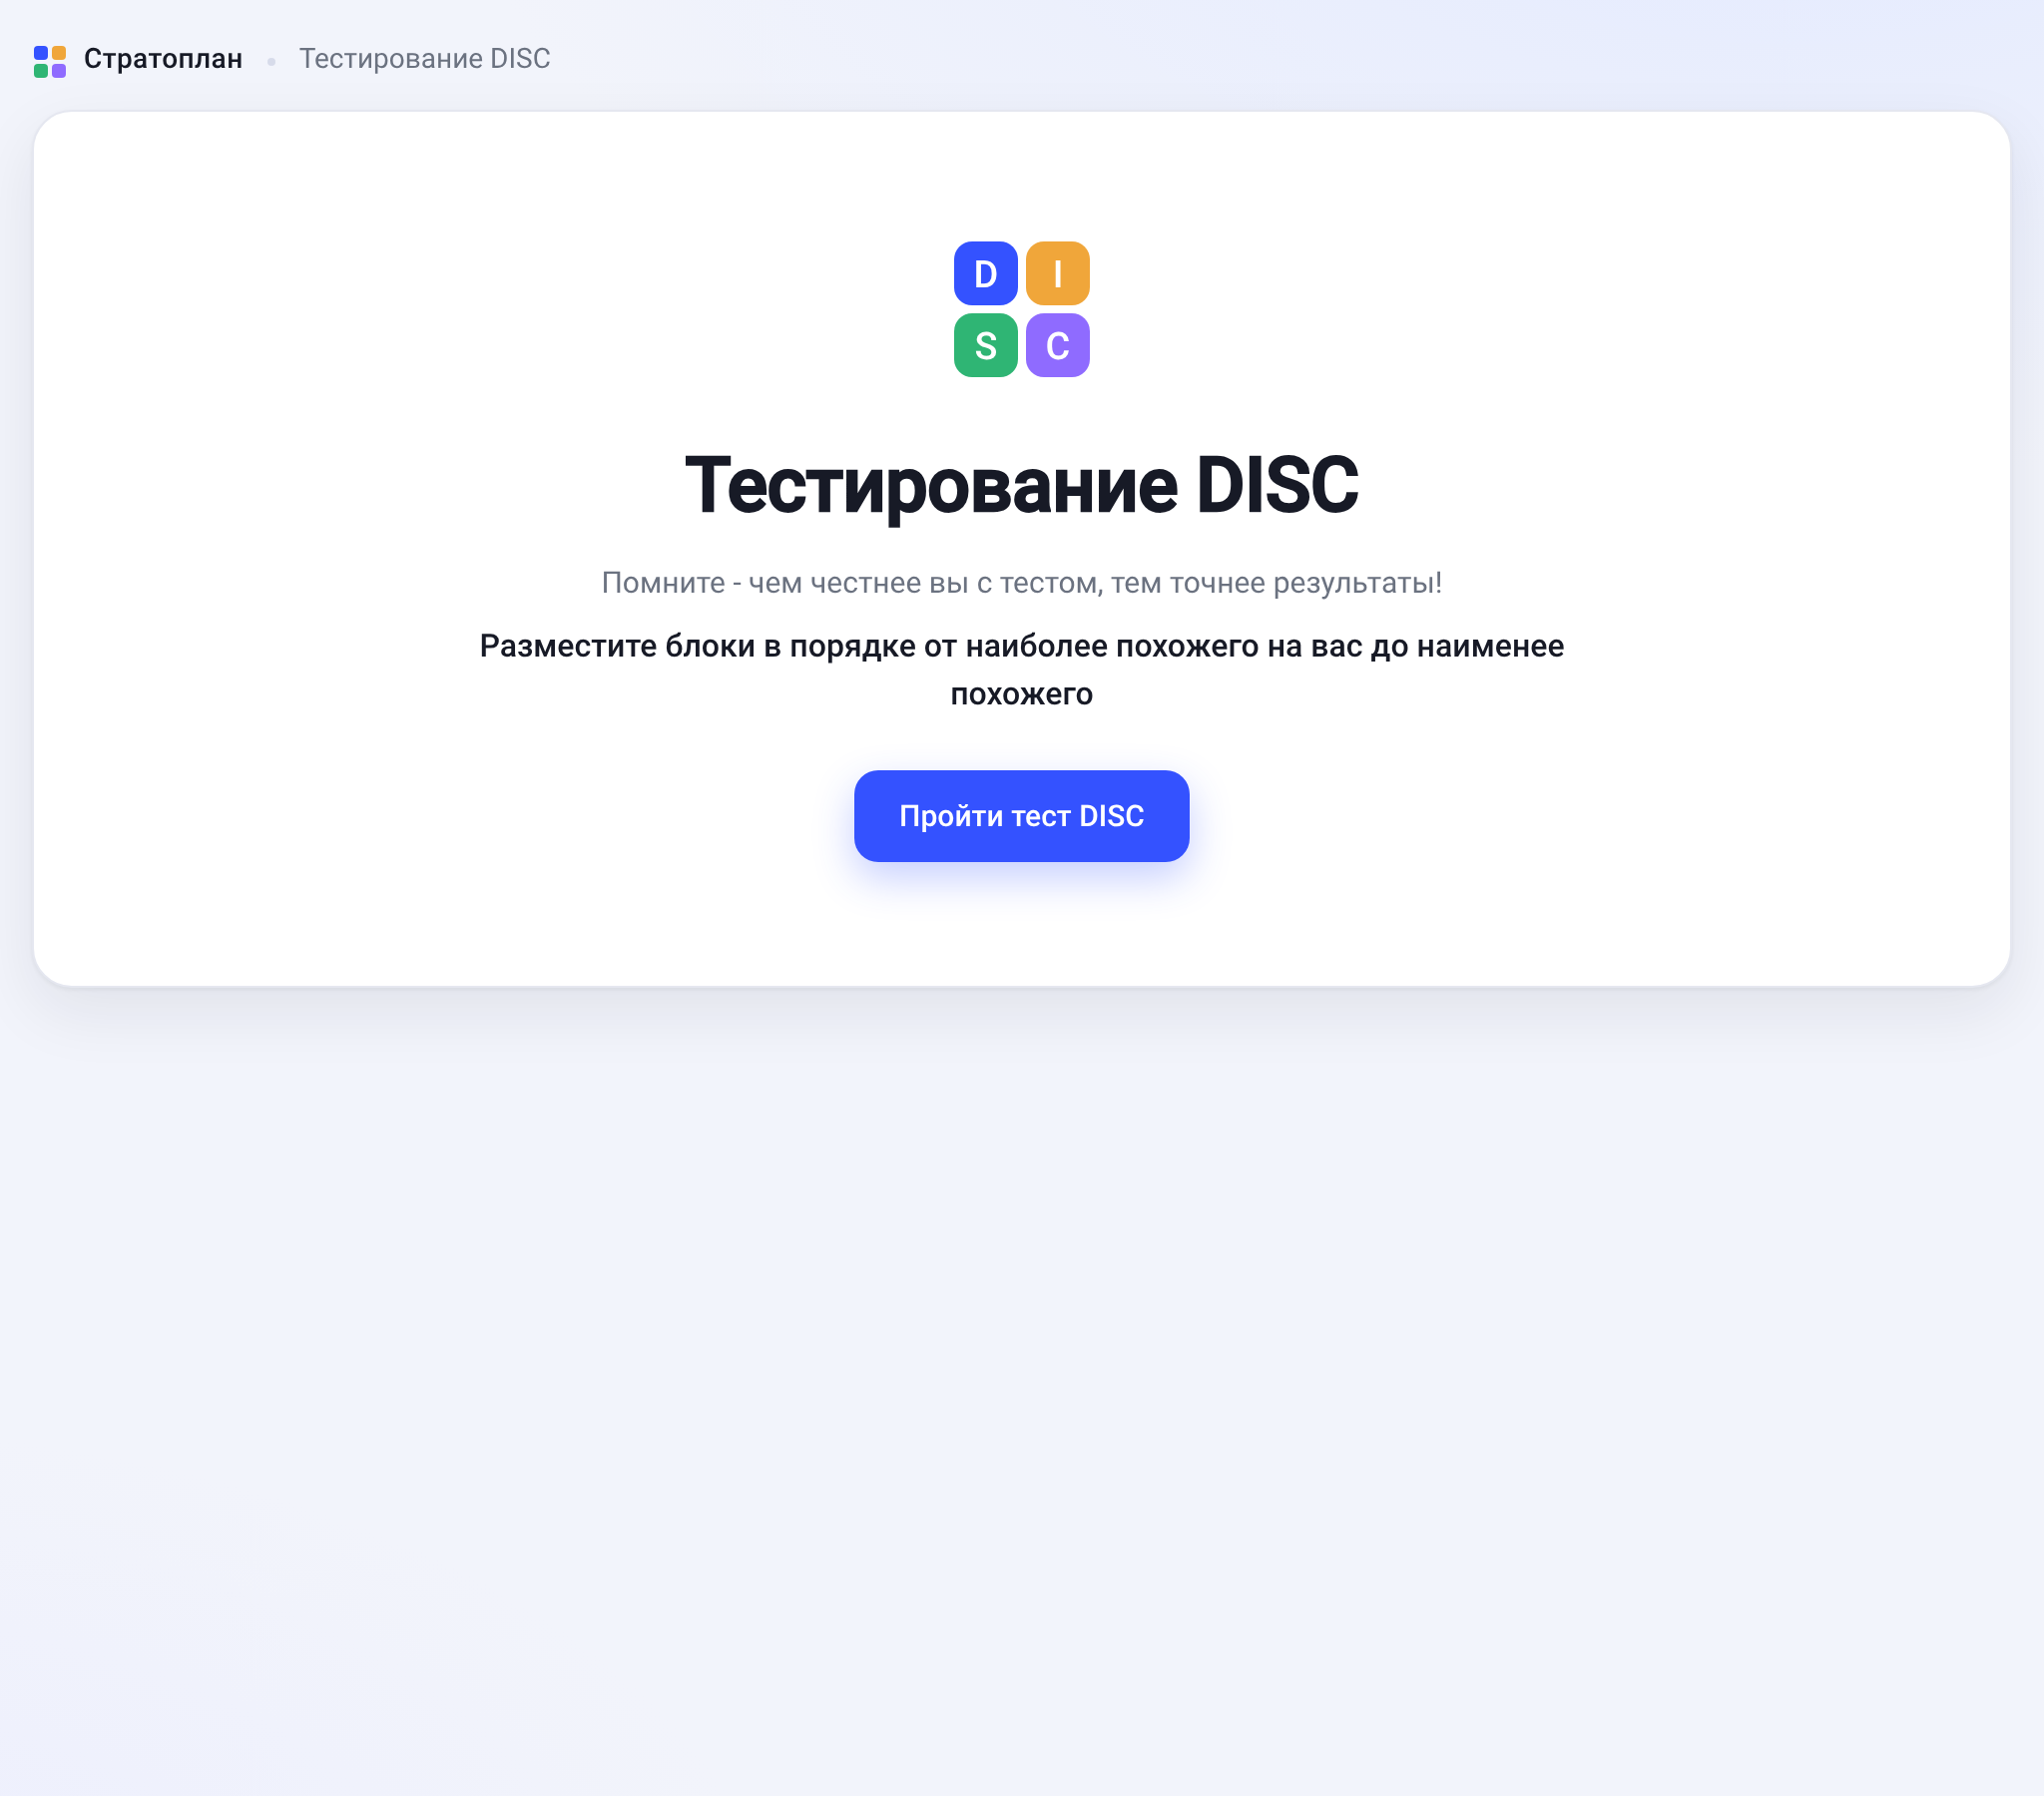 Стратоплан • Тестирование DISC
D I
S C
Тестирование DISC
Помните - чем честнее вы с тестом, тем точнее результаты!
Разместите блоки в порядке от наиболее похожего на вас до наименее
похожего
Пройти тест DISC